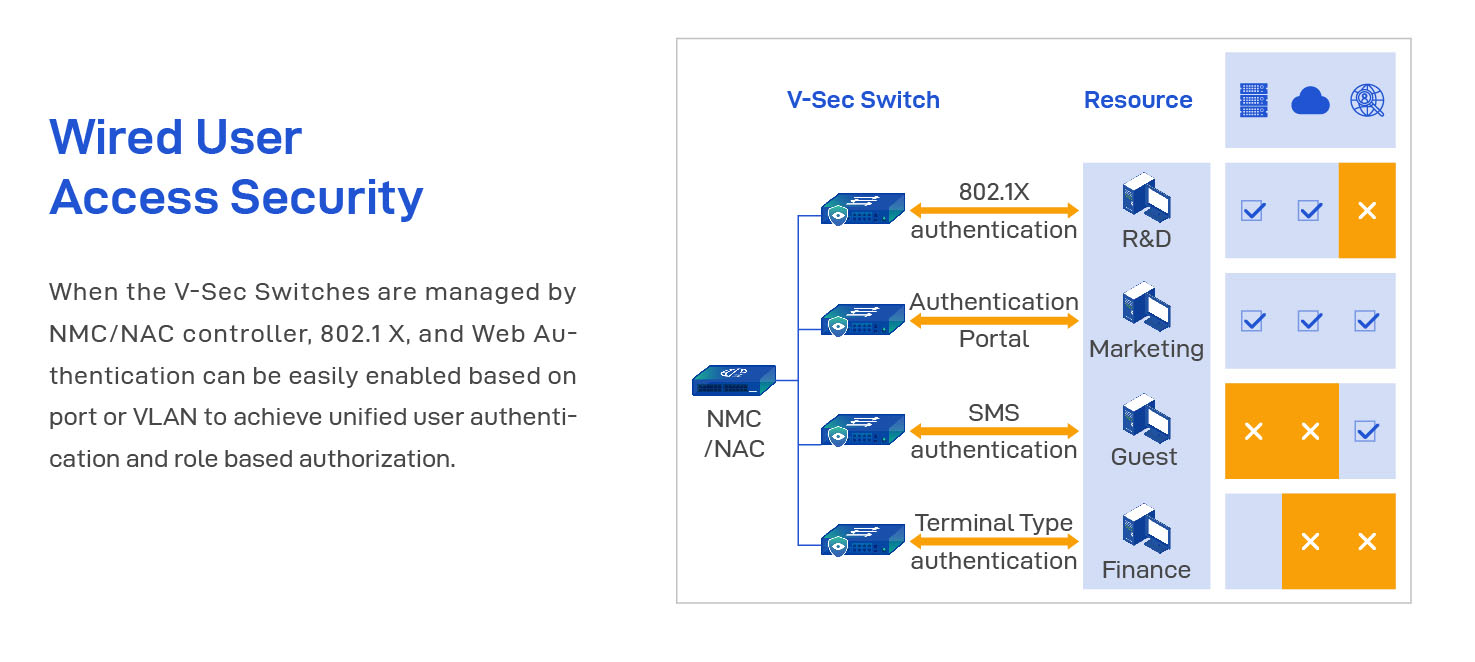 Wired User
Access Security
When the V-Sec Switches are managed by
NMC/NAC controller, 802.1 X, and Web Au-
thentication can be easily enabled based on
port or VLAN to achieve unified user authenti-
cation and role based authorization.
V-Sec Switch
Resource
802.1X
authentication
R&D
Authentication
Portal
Marketing
NMC
/NAC
SMS
authentication
Guest
Terminal Type
authentication
Finance